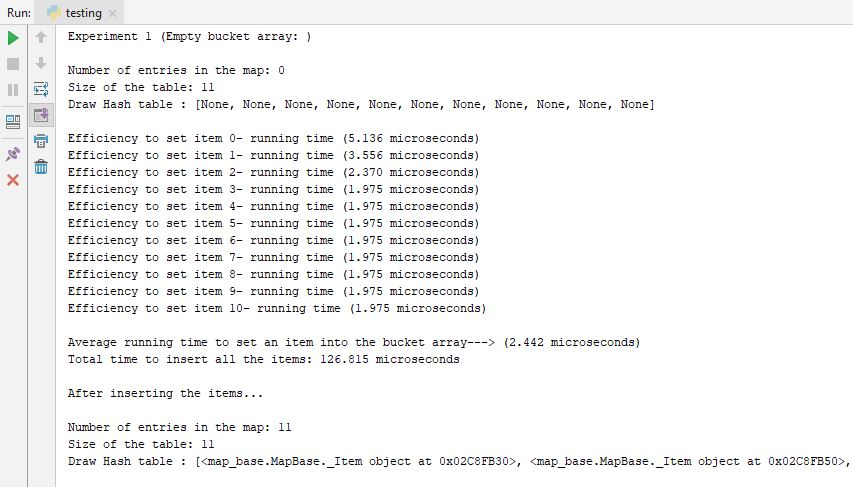 Run: testing
Experiment 1 (Empty bucket array: )
Number of entries in the map: 0
Size of the table: 11
Draw Hash table : [None, None, None, None, None, None, None, None, None, None, None]
Efficiency to set item 0- running time (5.136 microseconds)
Efficiency to set item 1- running time (3.556 microseconds)
Efficiency to set item 2- running time (2.370 microseconds)
Efficiency to set item 3- running time (1.975 microseconds)
Efficiency to set item 4- running time (1.975 microseconds)
Efficiency to set item 5- running time (1.975 microseconds)
Efficiency to set item 6- running time (1.975 microseconds)
Efficiency to set item 7- running time (1.975 microseconds)
Efficiency to set item 8- running time (1.975 microseconds)
Efficiency to set item 9- running time (1.975 microseconds)
Efficiency to set item 10- running time (1.975 microseconds)
Average running time to set an item into the bucket array---> (2.442 microseconds)
Total time to insert all the items: 126.815 microseconds
After inserting the items...
Number of entries in the map: 11
Size of the table: 11
Draw Hash table : [<map_base.MapBase._Item object at 0x02C8FB30>, <map_base.MapBase._Item object at 0x02C8FB50>,